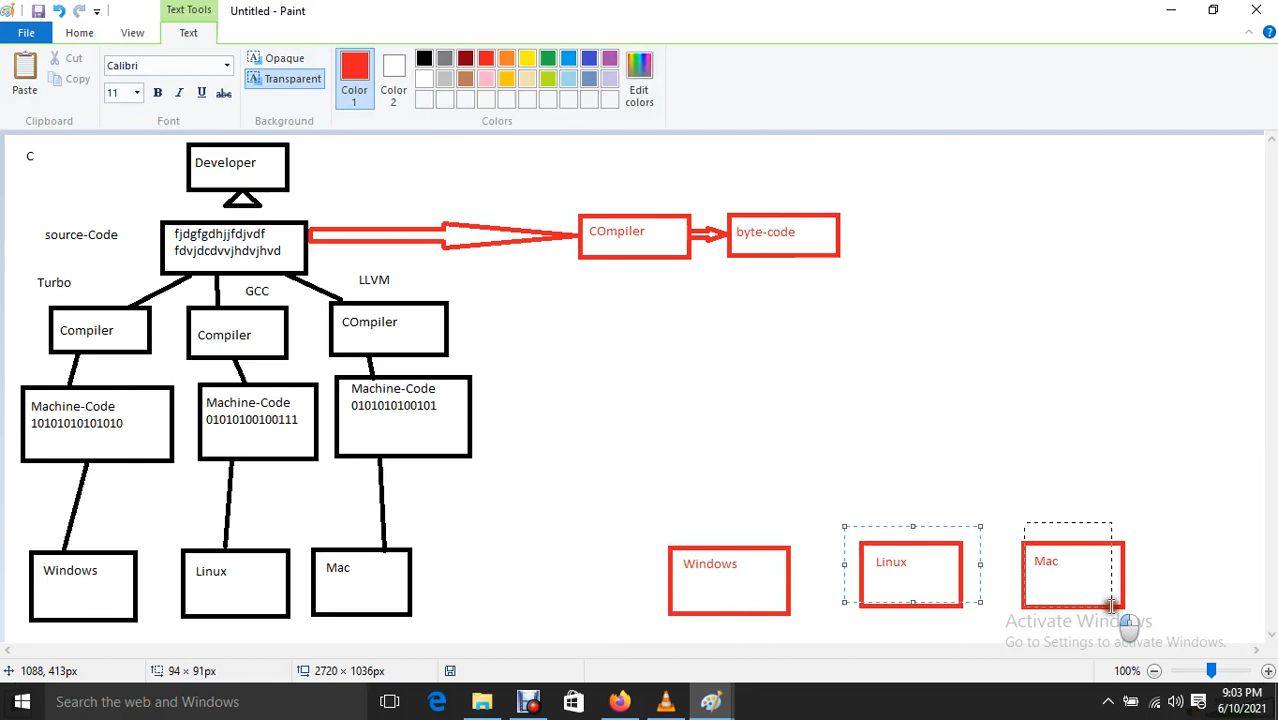 Text Tools
Untitled - Paint
File
Home
View
Text
Paste
Cut
Copy
Clipboard
Calibri
11
B I U abc
Font
Opaque
Transparent
Background
Color
1
Color
2
Edit
colors
Colors
C
Developer
source-Code
fjdgfgdhjjfdjvdf
fdvjdcdvvjhdvjhvd
COmpiler
byte-code
Turbo
GCC
LLVM
Compiler
Compiler
COmpiler
Machine-Code
10101010101010
Machine-Code
01010100100111
Machine-Code
0101010100101
Windows
Linux
Mac
Windows
Linux
Mac
Activate Windows
Go to Settings to activate Windows.
1088, 413px
94 × 91px
2720 × 1036px
100%
Search the web and Windows
9:03 PM
6/10/2021